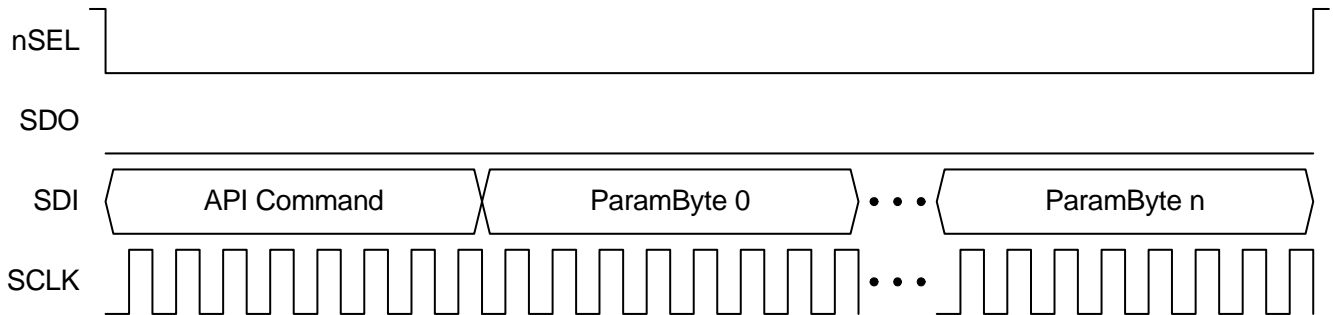 nSEL
SDO
SDI API Command ParamByte 0 ParamByte n
SCLK